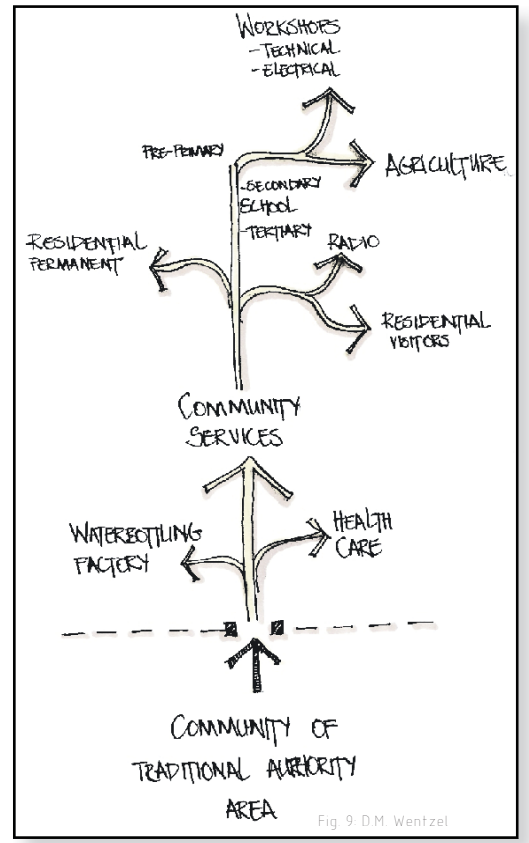 WORKSHOPS
-TECHNICAL
-ELECTRICAL
PRE-PRIMARY
AGRICULTURE
-SECONDARY
SCHOOL
-TERTIARY
RESIDENTIAL
PERMANENT
RADIO
RESIDENTIAL
VISITORS
COMMUNITY
SERVICES
WATERBOTTLING
FACTORY
HEALTH
CARE
COMMUNITY OF
TRADITIONAL AUTHORITY
AREA
Fig. 9: D.M. Wentzel